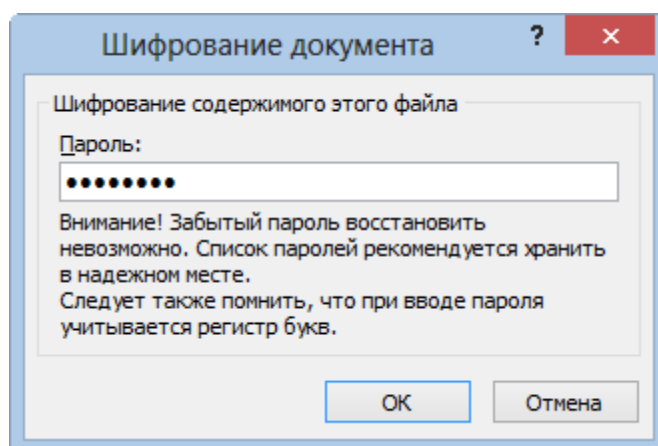 Шифрование документа
?
×
Шифрование содержимого этого файла
Пароль:
••••••••
Внимание! Забытый пароль восстановить
невозможно. Список паролей рекомендуется хранить
в надежном месте.
Следует также помнить, что при вводе пароля
учитывается регистр букв.
ОК
Отмена